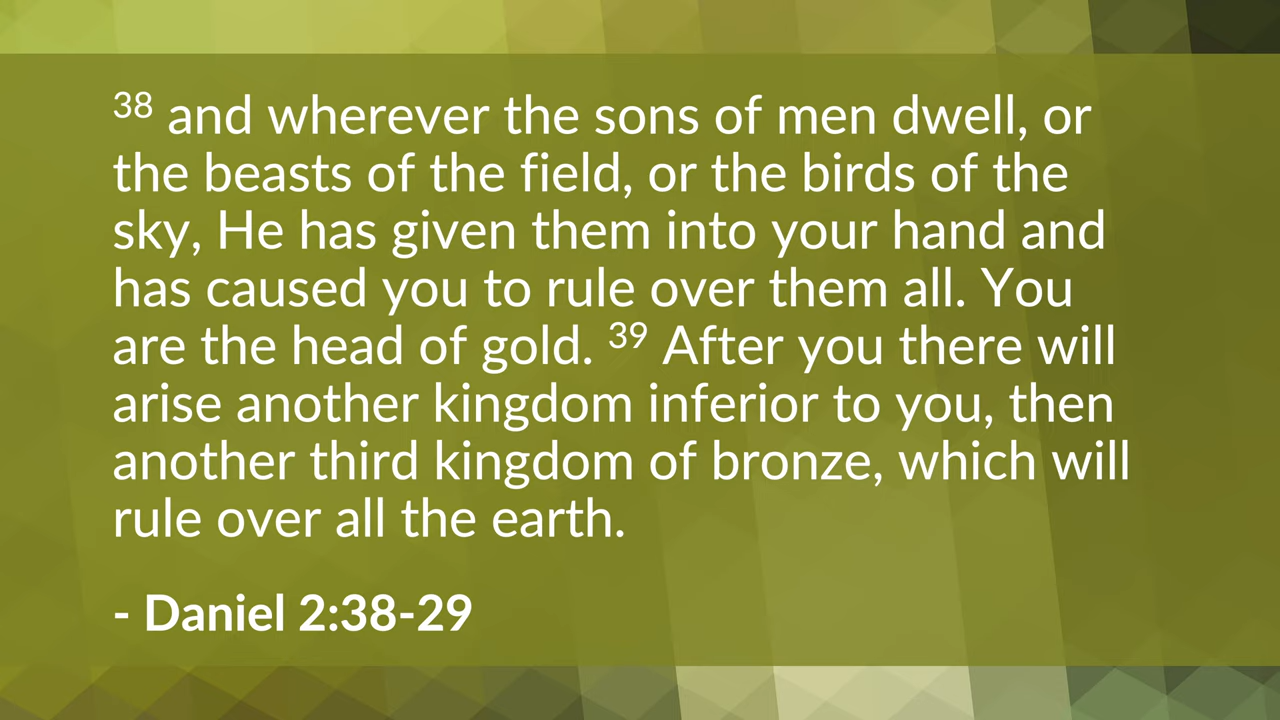 38 and wherever the sons of men dwell, or
the beasts of the field, or the birds of the
sky, He has given them into your hand and
has caused you to rule over them all. You
are the head of gold. 39 After you there will
arise another kingdom inferior to you, then
another third kingdom of bronze, which will
rule over all the earth.
- Daniel 2:38-29